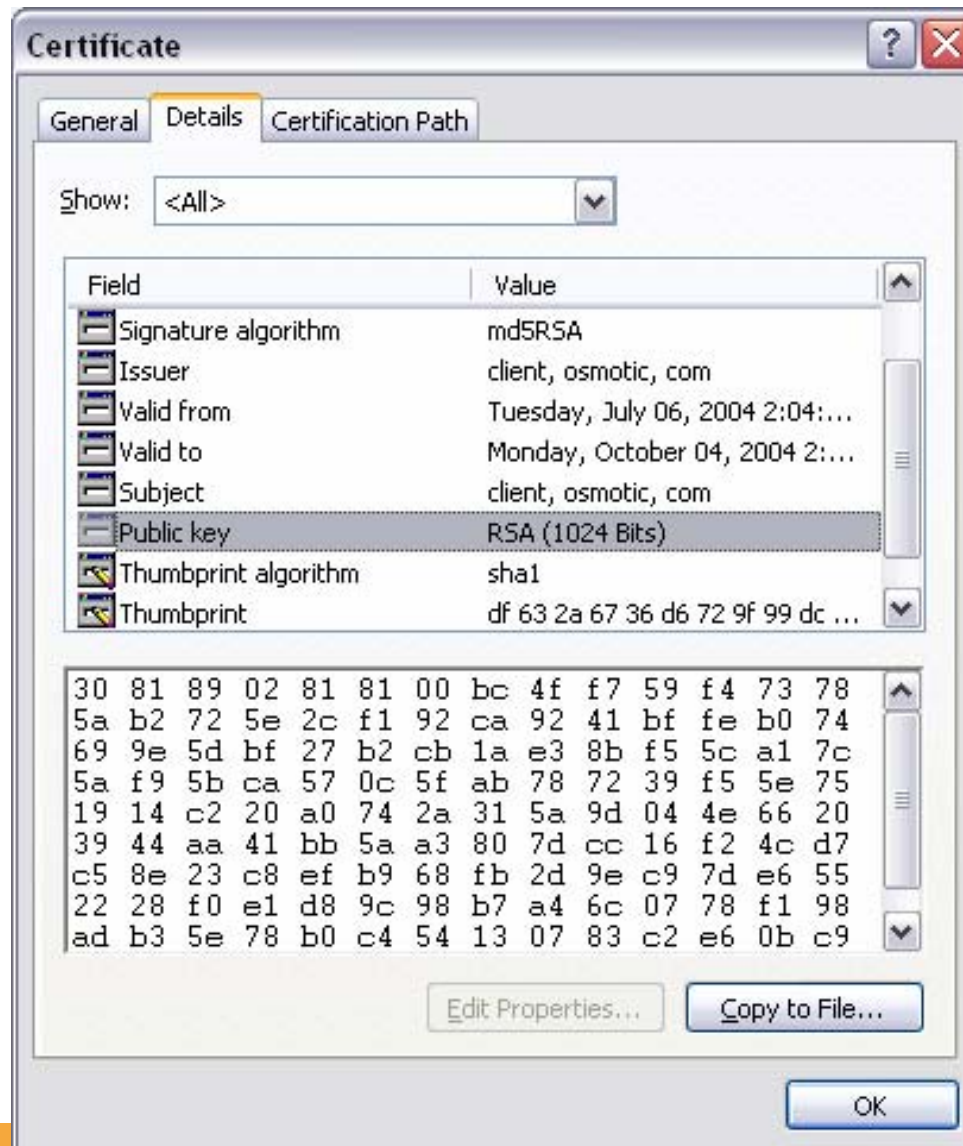 Certificate
General Details Certification Path
Show: <All>
Field Value
Signature algorithm md5RSA
Issuer client, osmotic, com
Valid from Tuesday, July 06, 2004 2:04:...
Valid to Monday, October 04, 2004 2:...
Subject client, osmotic, com
Public key RSA (1024 Bits)
Thumbprint algorithm sha1
Thumbprint df 63 2a 67 36 d6 72 9f 99 dc ...
30 81 89 02 81 81 00 bc 4f f7 59 f4 73 78
5a b2 72 5e 2c f1 92 ca 92 41 bf fe b0 74
69 9e 5d bf 27 b2 cb 1a e3 8b f5 5c a1 7c
5a f9 5b ca 57 0c 5f ab 78 72 39 f5 5e 75
19 14 c2 20 a0 74 2a 31 5a 9d 04 4e 66 20
39 44 aa 41 bb 5a a3 80 7d cc 16 f2 4c d7
c5 8e 23 c8 ef b9 68 fb 2d 9e c9 7d e6 55
22 28 f0 e1 d8 9c 98 b7 a4 6c 07 78 f1 98
ad b3 5e 78 b0 c4 54 13 07 83 c2 e6 0b c9
Edit Properties... Copy to File...
OK